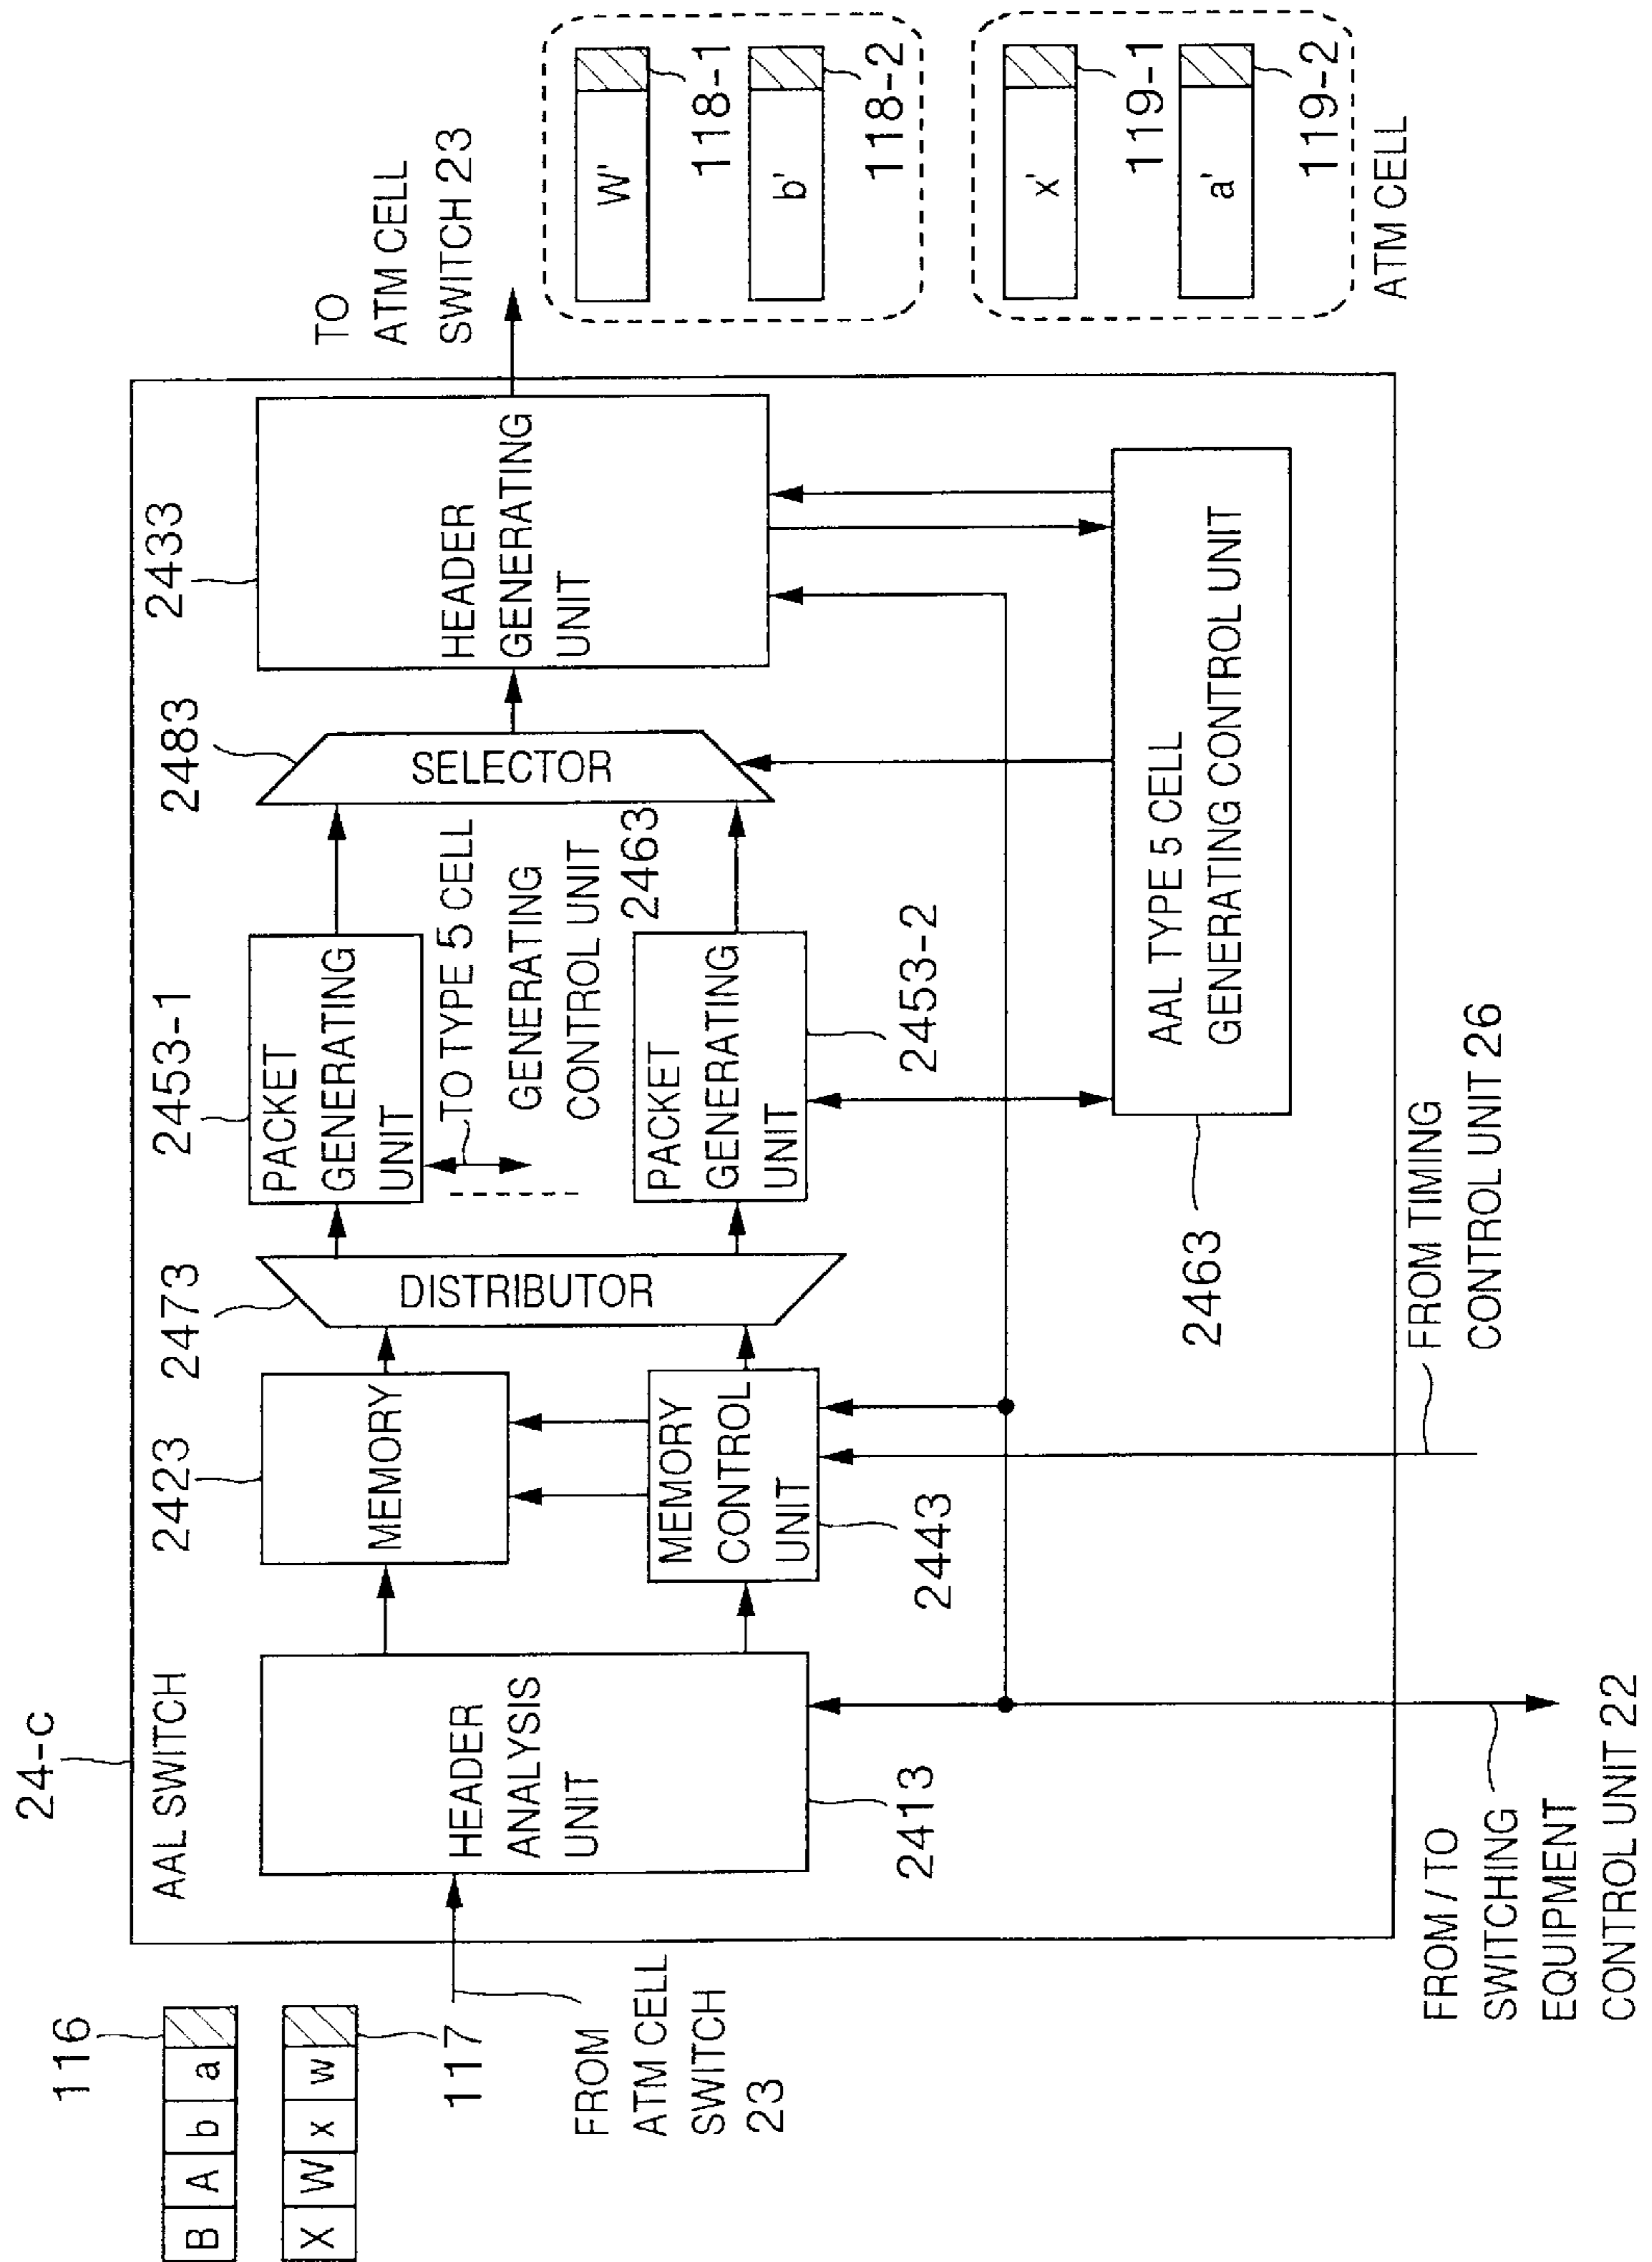 24-c
AAL SWITCH
116
B A b a
117
X W x w
FROM
ATM CELL
SWITCH
23
HEADER
ANALYSIS
UNIT
2413
2423
MEMORY
MEMORY
CONTROL
UNIT
2443
2473
DISTRIBUTOR
2453-1
PACKET
GENERATING
UNIT
TO TYPE 5 CELL
GENERATING
CONTROL UNIT
2463
PACKET
GENERATING
UNIT
2453-2
2483
SELECTOR
2433
HEADER
GENERATING
UNIT
AAL TYPE 5 CELL
GENERATING CONTROL UNIT
2463
FROM TIMING
CONTROL UNIT 26
FROM / TO
SWITCHING
EQUIPMENT
CONTROL UNIT 22
TO
ATM CELL
SWITCH 23
W'
118-1
b'
118-2
x'
119-1
a'
119-2
ATM CELL